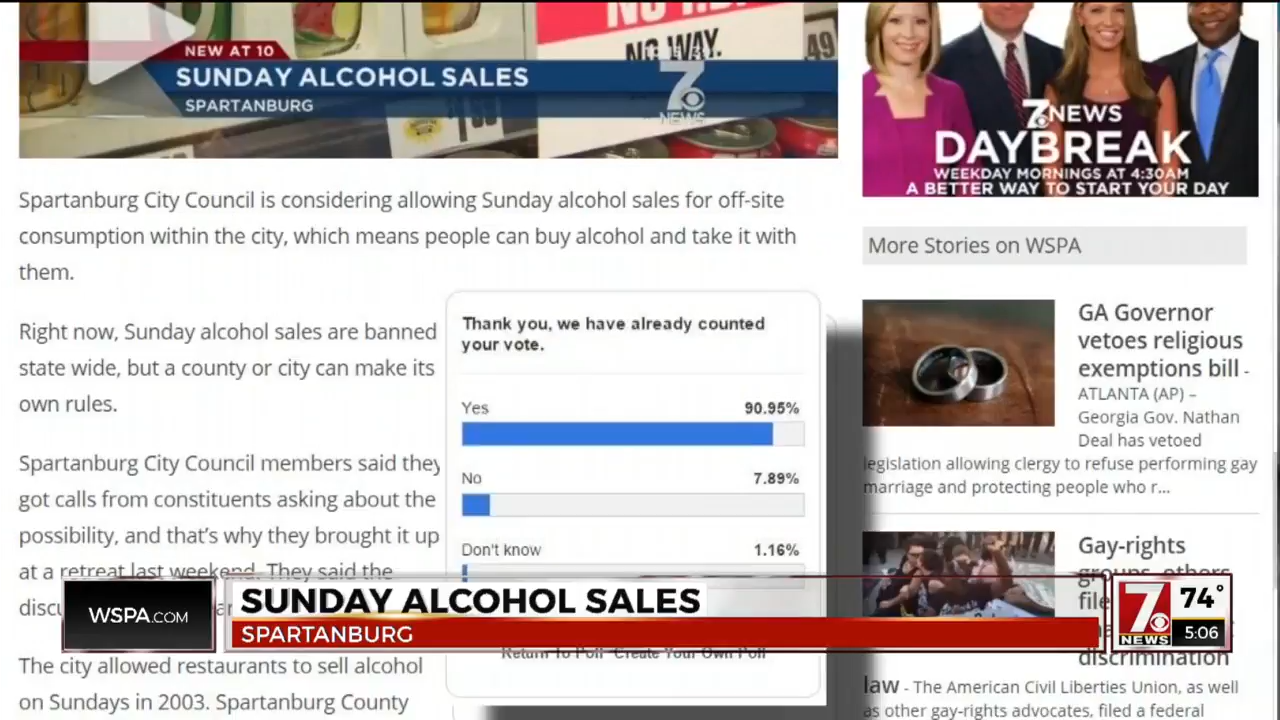 NO WAY.
49
NEW AT 10
SUNDAY ALCOHOL SALES
SPARTANBURG
7
NEWS
Spartanburg City Council is considering allowing Sunday alcohol sales for off-site
consumption within the city, which means people can buy alcohol and take it with
them.
Right now, Sunday alcohol sales are banned
state wide, but a county or city can make its
own rules.
Spartanburg City Council members said they
got calls from constituents asking about the
possibility, and that's why they brought it up
at a retreat last weekend. They said the
The city allowed restaurants to sell alcohol
on Sundays in 2003. Spartanburg County
Thank you, we have already counted
your vote.
Yes 90.95%
No 7.89%
Don't know 1.16%
Return To Poll Create Your Own Poll
7 NEWS
DAYBREAK
WEEKDAY MORNINGS AT 4:30AM
A BETTER WAY TO START YOUR DAY
More Stories on WSPA
GA Governor
vetoes religious
exemptions bill -
ATLANTA (AP) –
Georgia Gov. Nathan
Deal has vetoed
legislation allowing clergy to refuse performing gay
marriage and protecting people who r...
Gay-rights
groups, others
discrimination
law - The American Civil Liberties Union, as well
as other gay-rights advocates, filed a federal
WSPA.COM
SUNDAY ALCOHOL SALES
SPARTANBURG
7
NEWS
74°
5:06